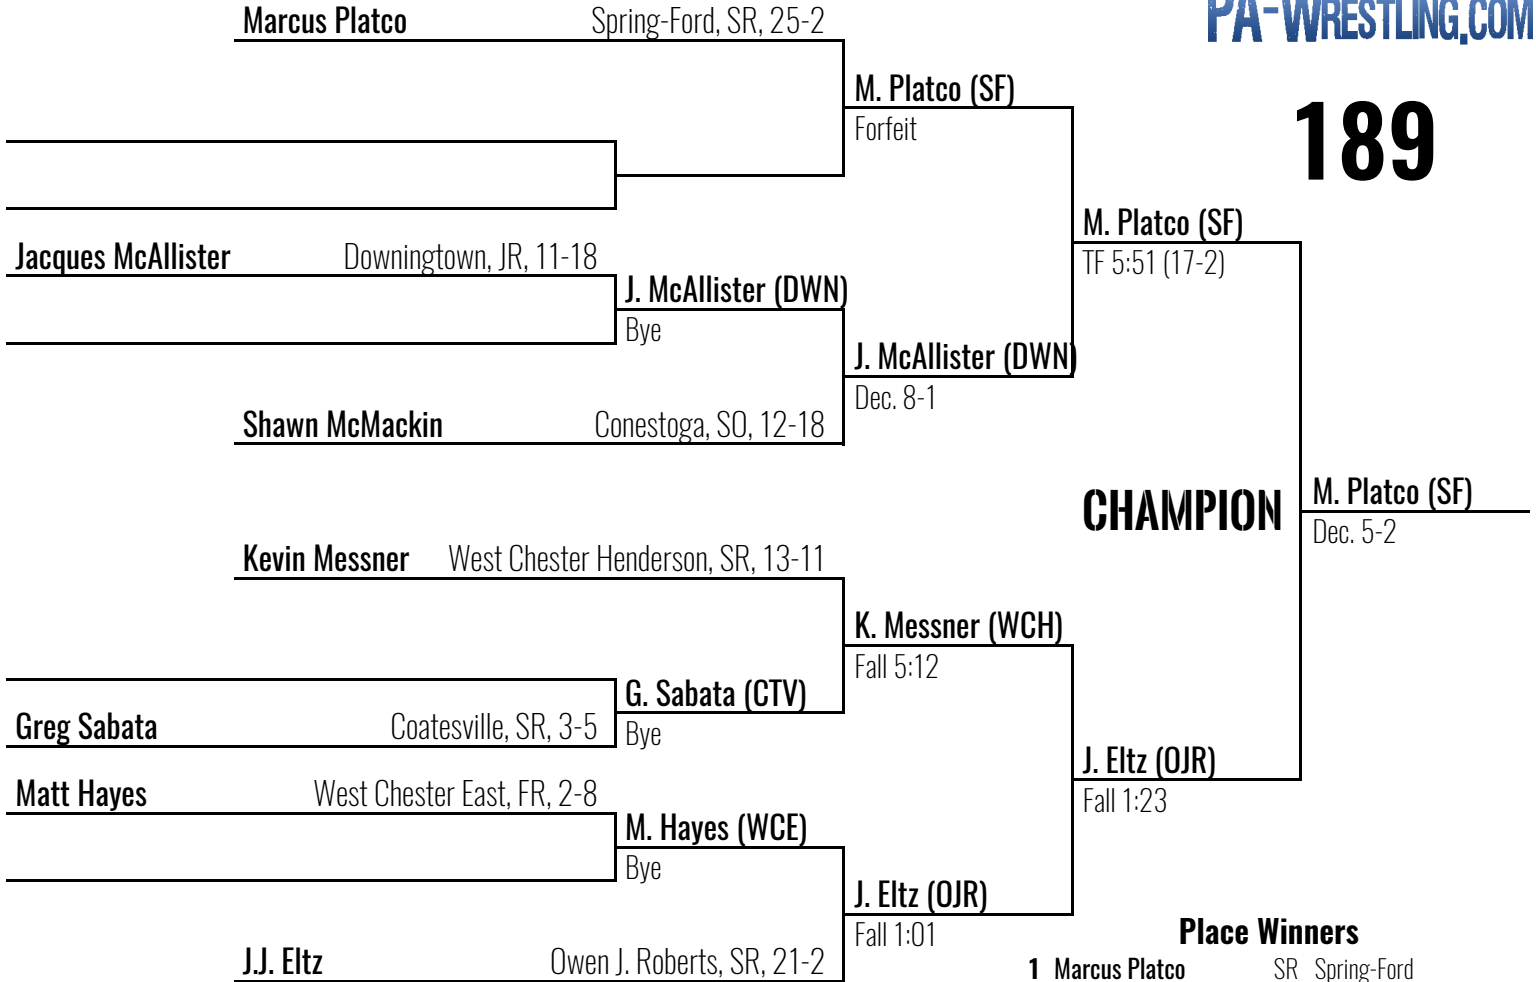 Marcus Platco Spring-Ford, SR, 25-2
PA-WRESTLING.COM
M. Platco (SF)
Forfeit
189
M. Platco (SF)
TF 5:51 (17-2)
Jacques McAllister Downingtown, JR, 11-18
J. McAllister (DWN)
Bye
J. McAllister (DWN)
Dec. 8-1
Shawn McMackin Conestoga, SO, 12-18
CHAMPION
M. Platco (SF)
Dec. 5-2
Kevin Messner West Chester Henderson, SR, 13-11
K. Messner (WCH)
Fall 5:12
G. Sabata (CTV)
Bye
Greg Sabata Coatesville, SR, 3-5
J. Eltz (OJR)
Fall 1:23
Matt Hayes West Chester East, FR, 2-8
M. Hayes (WCE)
Bye
J. Eltz (OJR)
Fall 1:01
J.J. Eltz Owen J. Roberts, SR, 21-2
Place Winners
1 Marcus Platco SR Spring-Ford